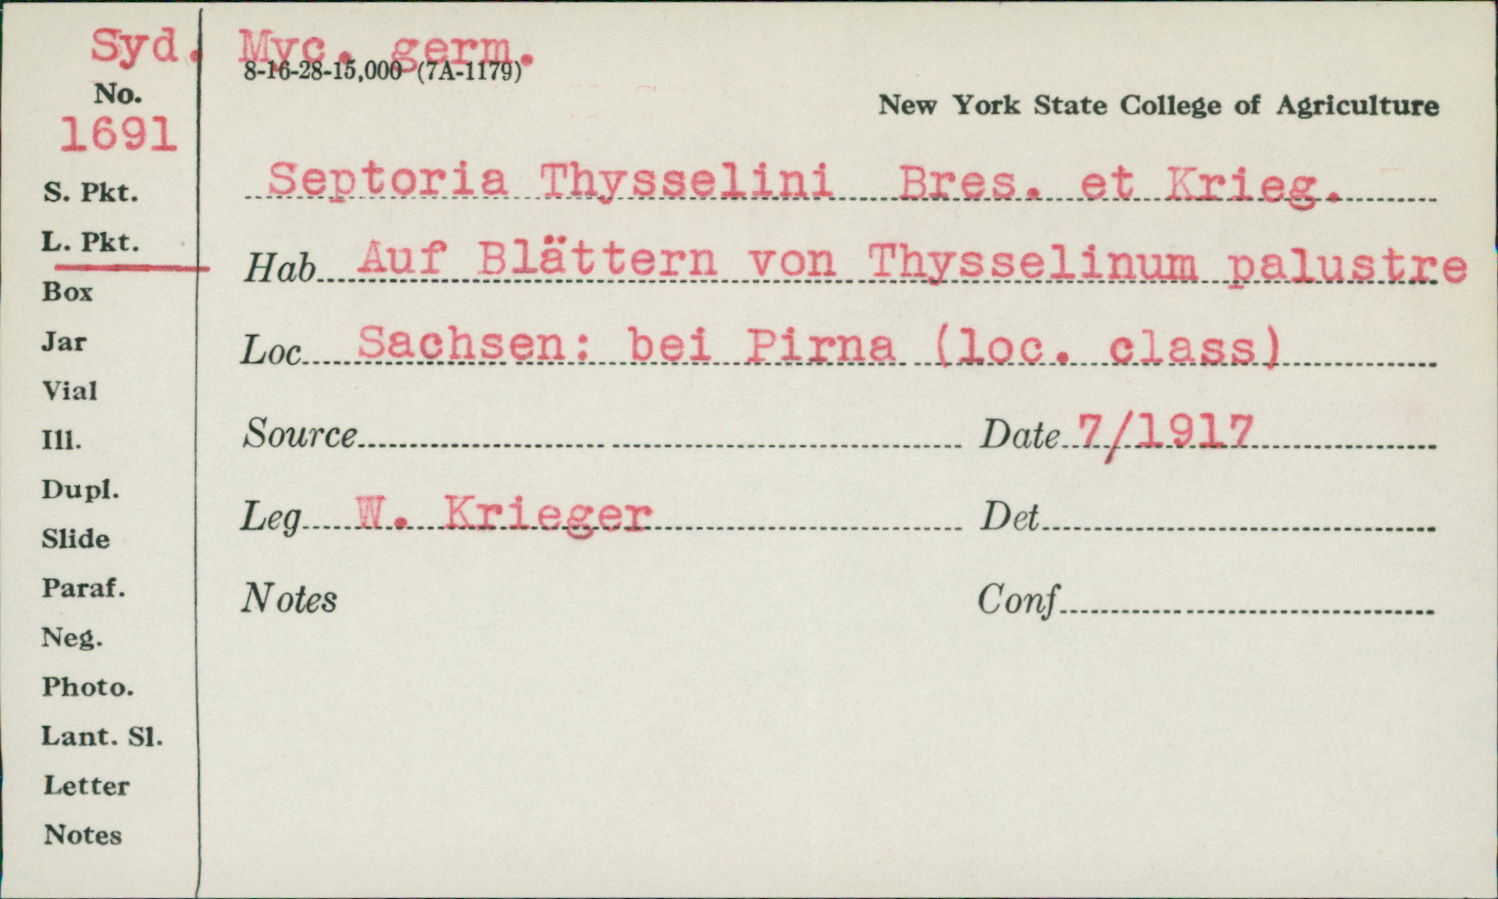 Syd. Myc. germ.
8-16-28-15,000 (7A-1179)
No.
1691
New York State College of Agriculture
S. Pkt.
Septoria Thysselini Bres. et Krieg.
L. Pkt.
Hab Auf Blättern von Thysselinum palustre
Box
Jar
Loc Sachsen: bei Pirna (loc. class)
Vial
Ill.
Source Date 7/1917
Dupl.
Leg W. Krieger Det
Slide
Paraf.
Notes Conf
Neg.
Photo.
Lant. Sl.
Letter
Notes